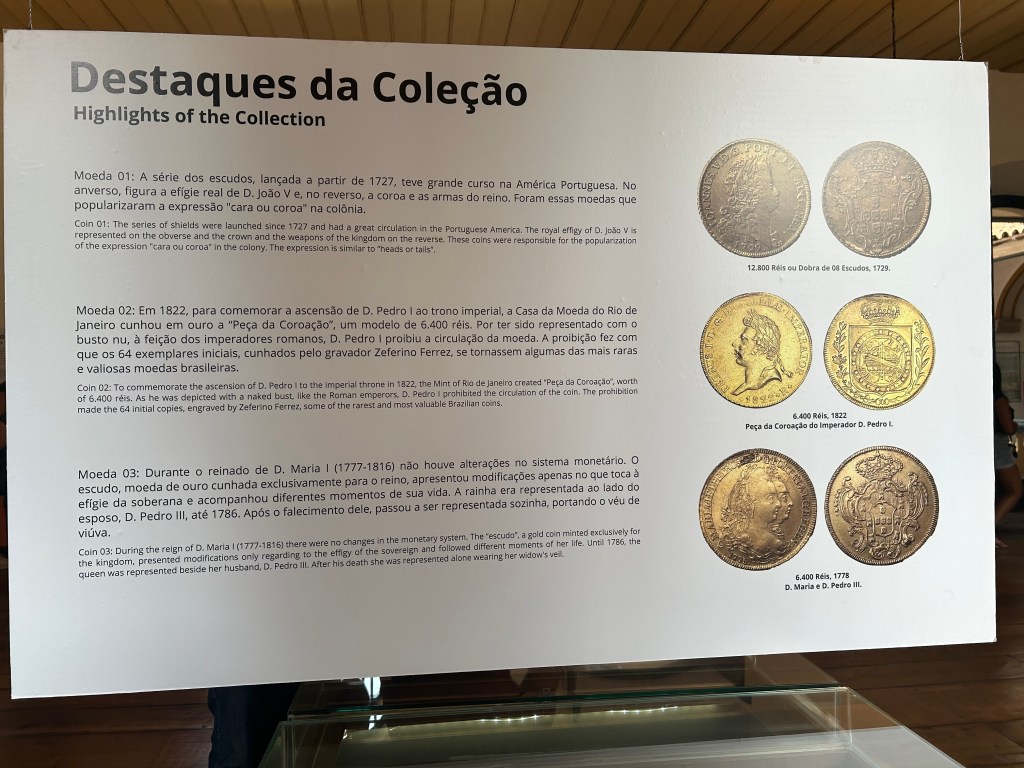 Destaques da Coleção
Highlights of the Collection
Moeda 01: A série dos escudos, lançada a partir de 1727, teve grande curso na América Portuguesa. No
anverso, figura a efígie real de D. João V e, no reverso, a coroa e as armas do reino. Foram essas moedas que
popularizaram a expressão "cara ou coroa" na colônia.
Coin 01: The series of shields were launched since 1727 and had a great circulation in the Portuguese America. The royal effigy of D. João V is
represented on the obverse and the crown and the weapons of the kingdom on the reverse. These coins were responsible for the popularization
of the expression "cara ou coroa" in the colony. The expression is similar to "heads or tails".
12.800 Réis ou Dobra de 08 Escudos, 1729.
Moeda 02: Em 1822, para comemorar a ascensão de D. Pedro I ao trono imperial, a Casa da Moeda do Rio de
Janeiro cunhou em ouro a "Peça da Coroação", um modelo de 6.400 réis. Por ter sido representado com o
busto nu, à feição dos imperadores romanos, D. Pedro I proibiu a circulação da moeda. A proibição fez com
que os 64 exemplares iniciais, cunhados pelo gravador Zeferino Ferrez, se tornassem algumas das mais raras
e valiosas moedas brasileiras.
Coin 02: To commemorate the ascension of D. Pedro I to the imperial throne in 1822, the Mint of Rio de Janeiro created "Peça da Coroação", worth
of 6.400 réis. As he was depicted with a naked bust, like the Roman emperors, D. Pedro I prohibited the circulation of the coin. The prohibition
made the 64 initial copies, engraved by Zeferino Ferrez, some of the rarest and most valuable Brazilian coins.
6.400 Réis, 1822
Peça da Coroação do Imperador D. Pedro I.
Moeda 03: Durante o reinado de D. Maria I (1777-1816) não houve alterações no sistema monetário. O
escudo, moeda de ouro cunhada exclusivamente para o reino, apresentou modificações apenas no que toca à
efígie da soberana e acompanhou diferentes momentos de sua vida. A rainha era representada ao lado do
esposo, D. Pedro III, até 1786. Após o falecimento dele, passou a ser representada sozinha, portando o véu de
viúva.
Coin 03: During the reign of D. Maria I (1777-1816) there were no changes in the monetary system. The "escudo", a gold coin minted exclusively for
the kingdom, presented modifications only regarding to the effigy of the sovereign and followed different moments of her life. Until 1786, the
queen was represented beside her husband, D. Pedro III. After his death she was represented alone wearing her widow's veil.
6.400 Réis, 1778
D. Maria e D. Pedro III.